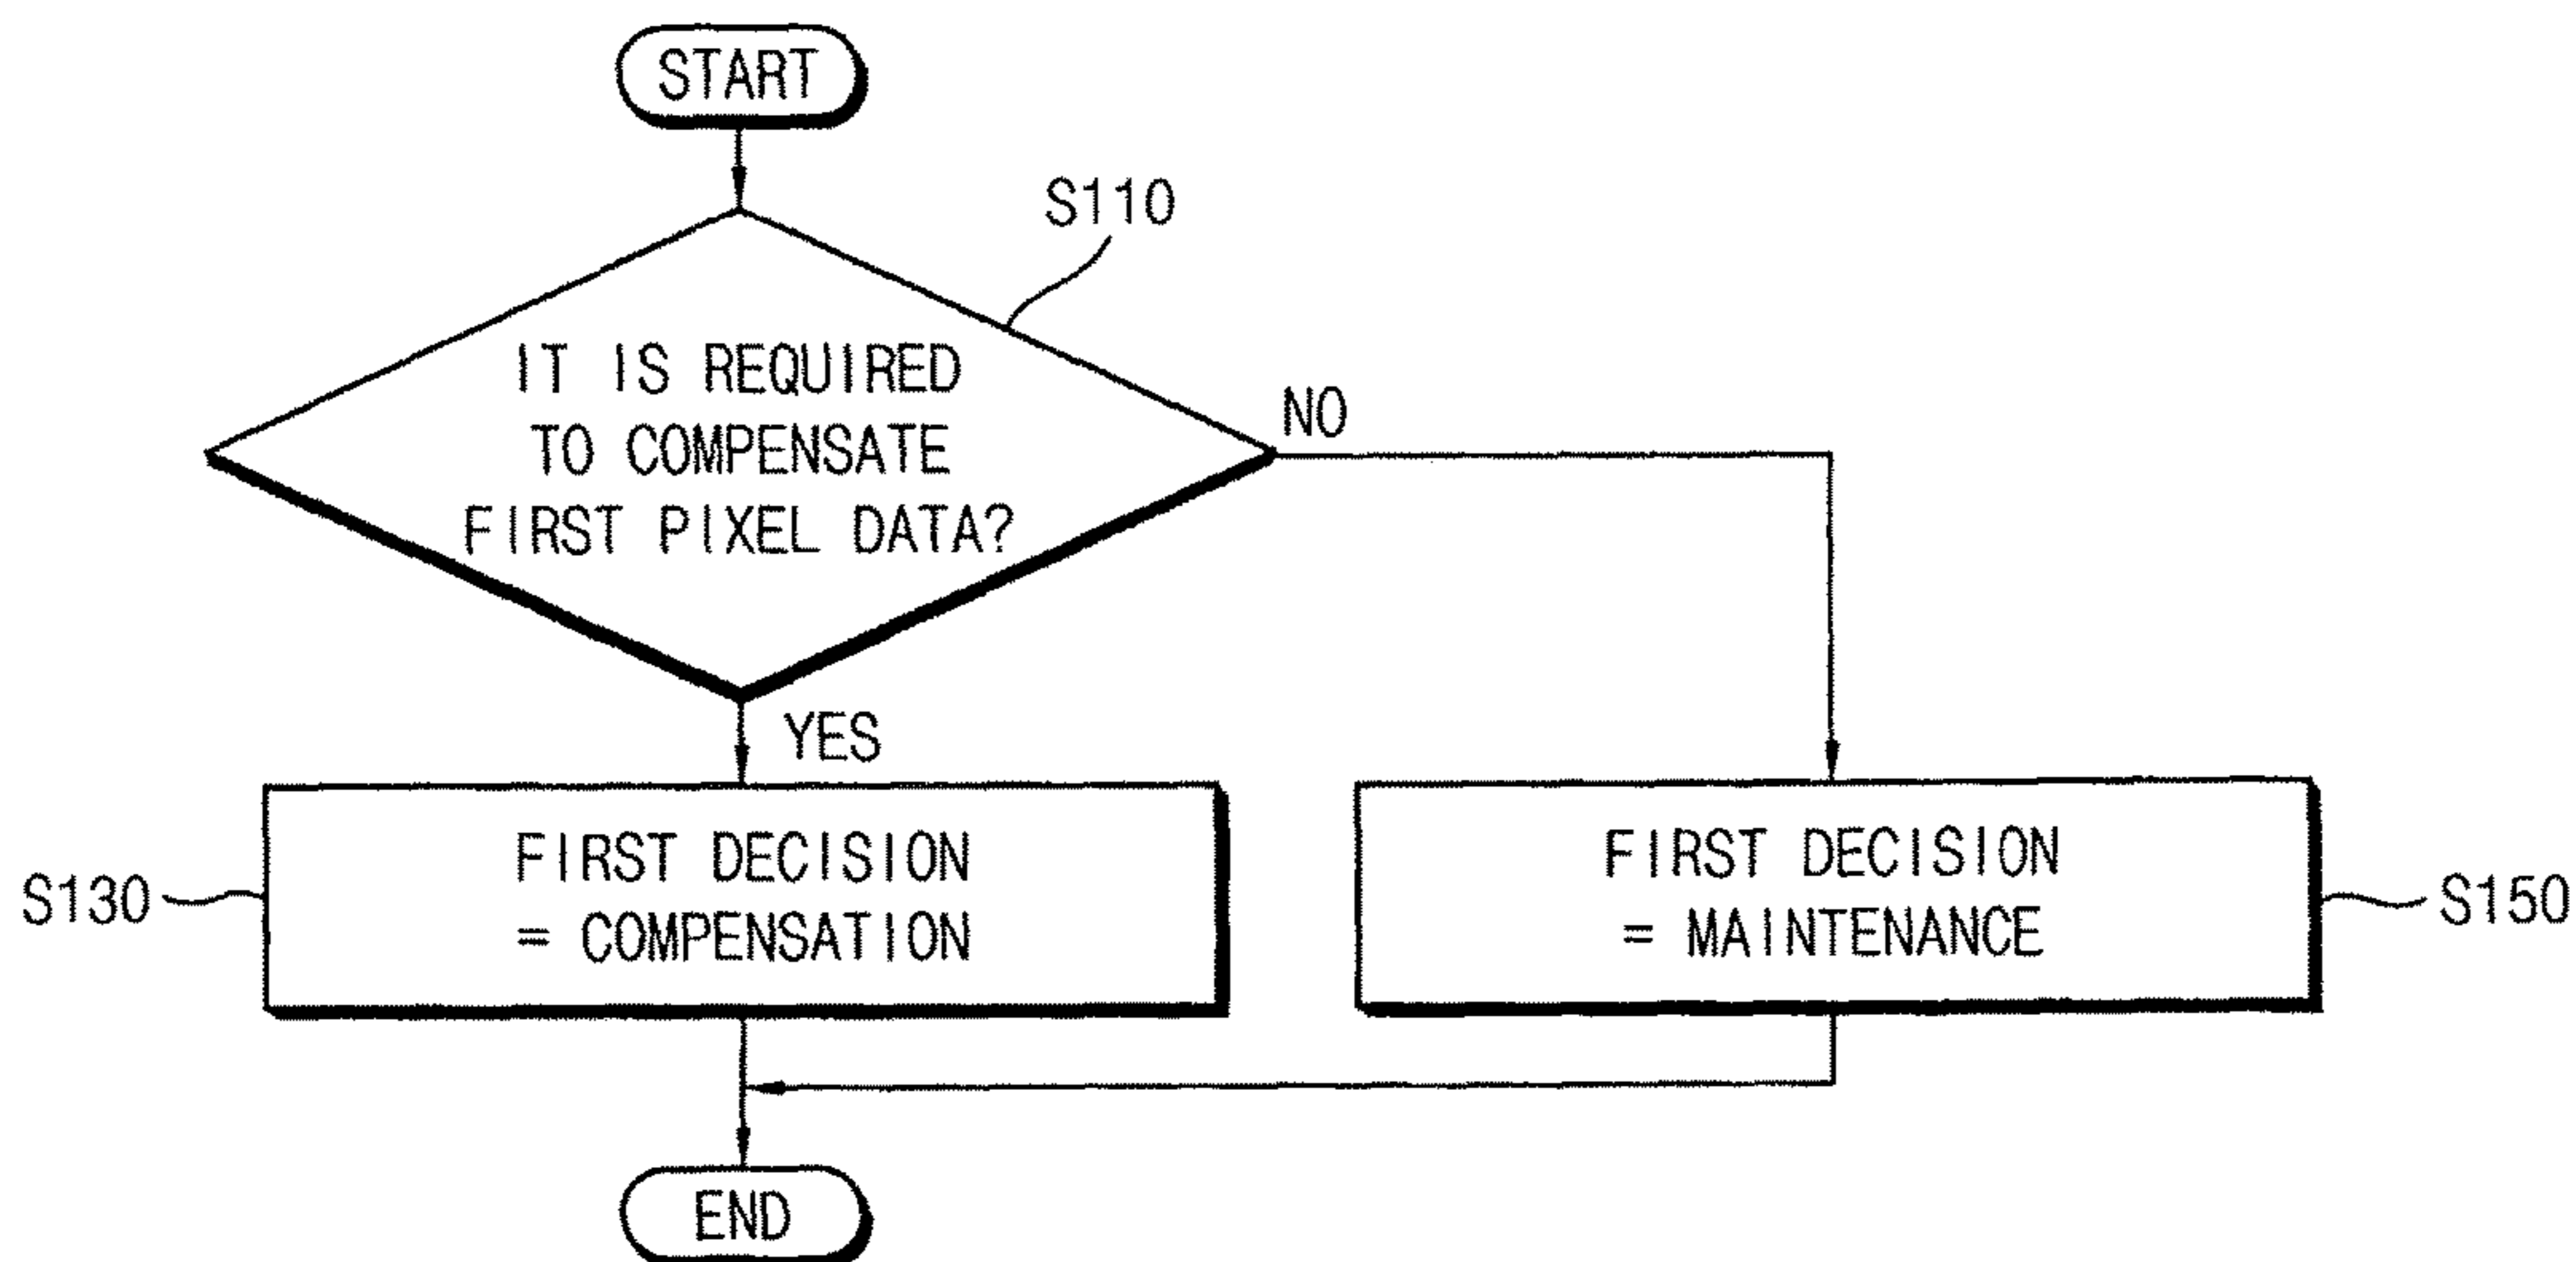 START
S110
IT IS REQUIRED
TO COMPENSATE
FIRST PIXEL DATA?
NO
YES
S130
FIRST DECISION
= COMPENSATION
FIRST DECISION
= MAINTENANCE
S150
END